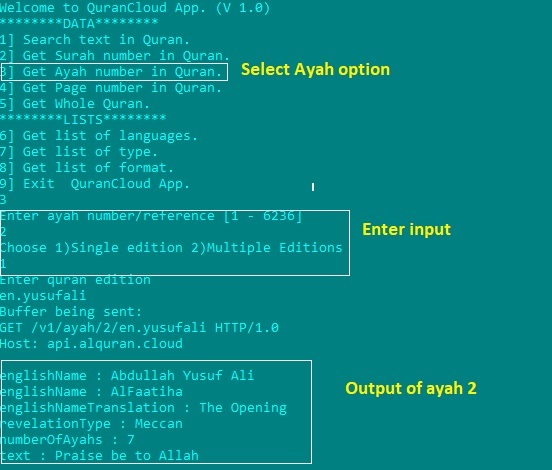 Welcome to QuranCloud App. (V 1.0)
********DATA********
1] Search text in Quran.
2] Get Surah number in Quran.
3] Get Ayah number in Quran.
Select Ayah option
4] Get Page number in Quran.
5] Get Whole Quran.
********LISTS********
6] Get list of languages.
7] Get list of type.
8] Get list of format.
9] Exit  QuranCloud App.
3
Enter ayah number/reference [1 - 6236]
2
Enter input
Choose 1)Single edition 2)Multiple Editions
1
Enter quran edition
en.yusufali
Buffer being sent:
GET /v1/ayah/2/en.yusufali HTTP/1.0
Host: api.alquran.cloud
englishName : Abdullah Yusuf Ali
englishName : AlFaatiha
Output of ayah 2
englishNameTranslation : The Opening
revelationType : Meccan
numberOfAyahs : 7
text : Praise be to Allah